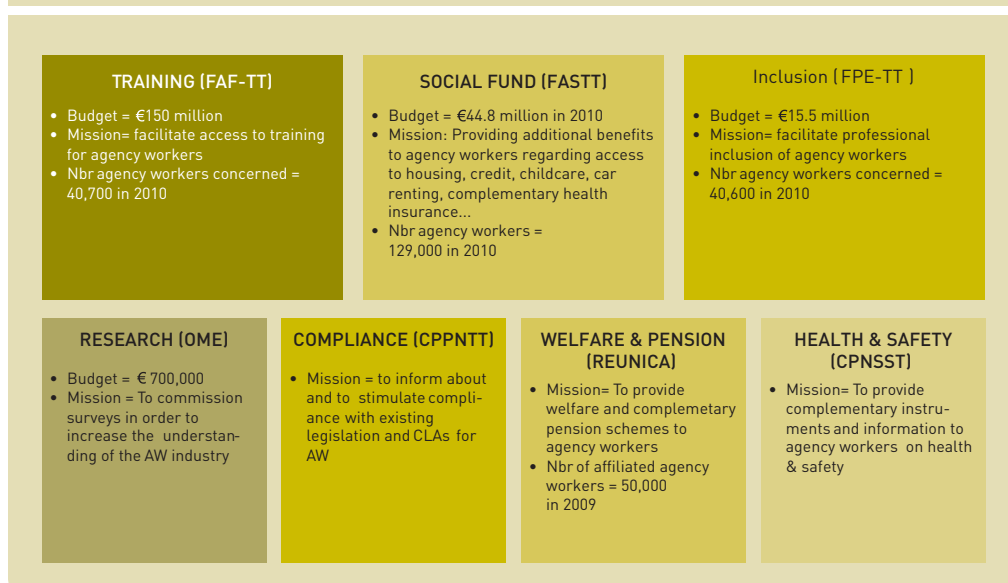 TRAINING (FAF-TT)
• Budget = €150 million
• Mission= facilitate access to training
for agency workers
• Nbr agency workers concerned =
40,700 in 2010
SOCIAL FUND (FASTT)
• Budget = €44.8 million in 2010
• Mission: Providing additional benefits
to agency workers regarding access
to housing, credit, childcare, car
renting, complementary health
insurance...
• Nbr agency workers =
129,000 in 2010
Inclusion ( FPE-TT )
• Budget = €15.5 million
• Mission= facilitate professional
inclusion of agency workers
• Nbr agency workers concerned =
40,600 in 2010
RESEARCH (OME)
• Budget = € 700,000
• Mission = To commission
surveys in order to
increase the understan-
ding of the AW industry
COMPLIANCE (CPPNTT)
• Mission = to inform about
and to stimulate compli-
ance with existing
legislation and CLAs for
AW
WELFARE & PENSION
(REUNICA)
• Mission= To provide
welfare and complemetary
pension schemes to
agency workers
• Nbr of affiliated agency
workers = 50,000
in 2009
HEALTH & SAFETY
(CPNSST)
• Mission= To provide
complementary instru-
ments and information to
agency workers on health
& safety